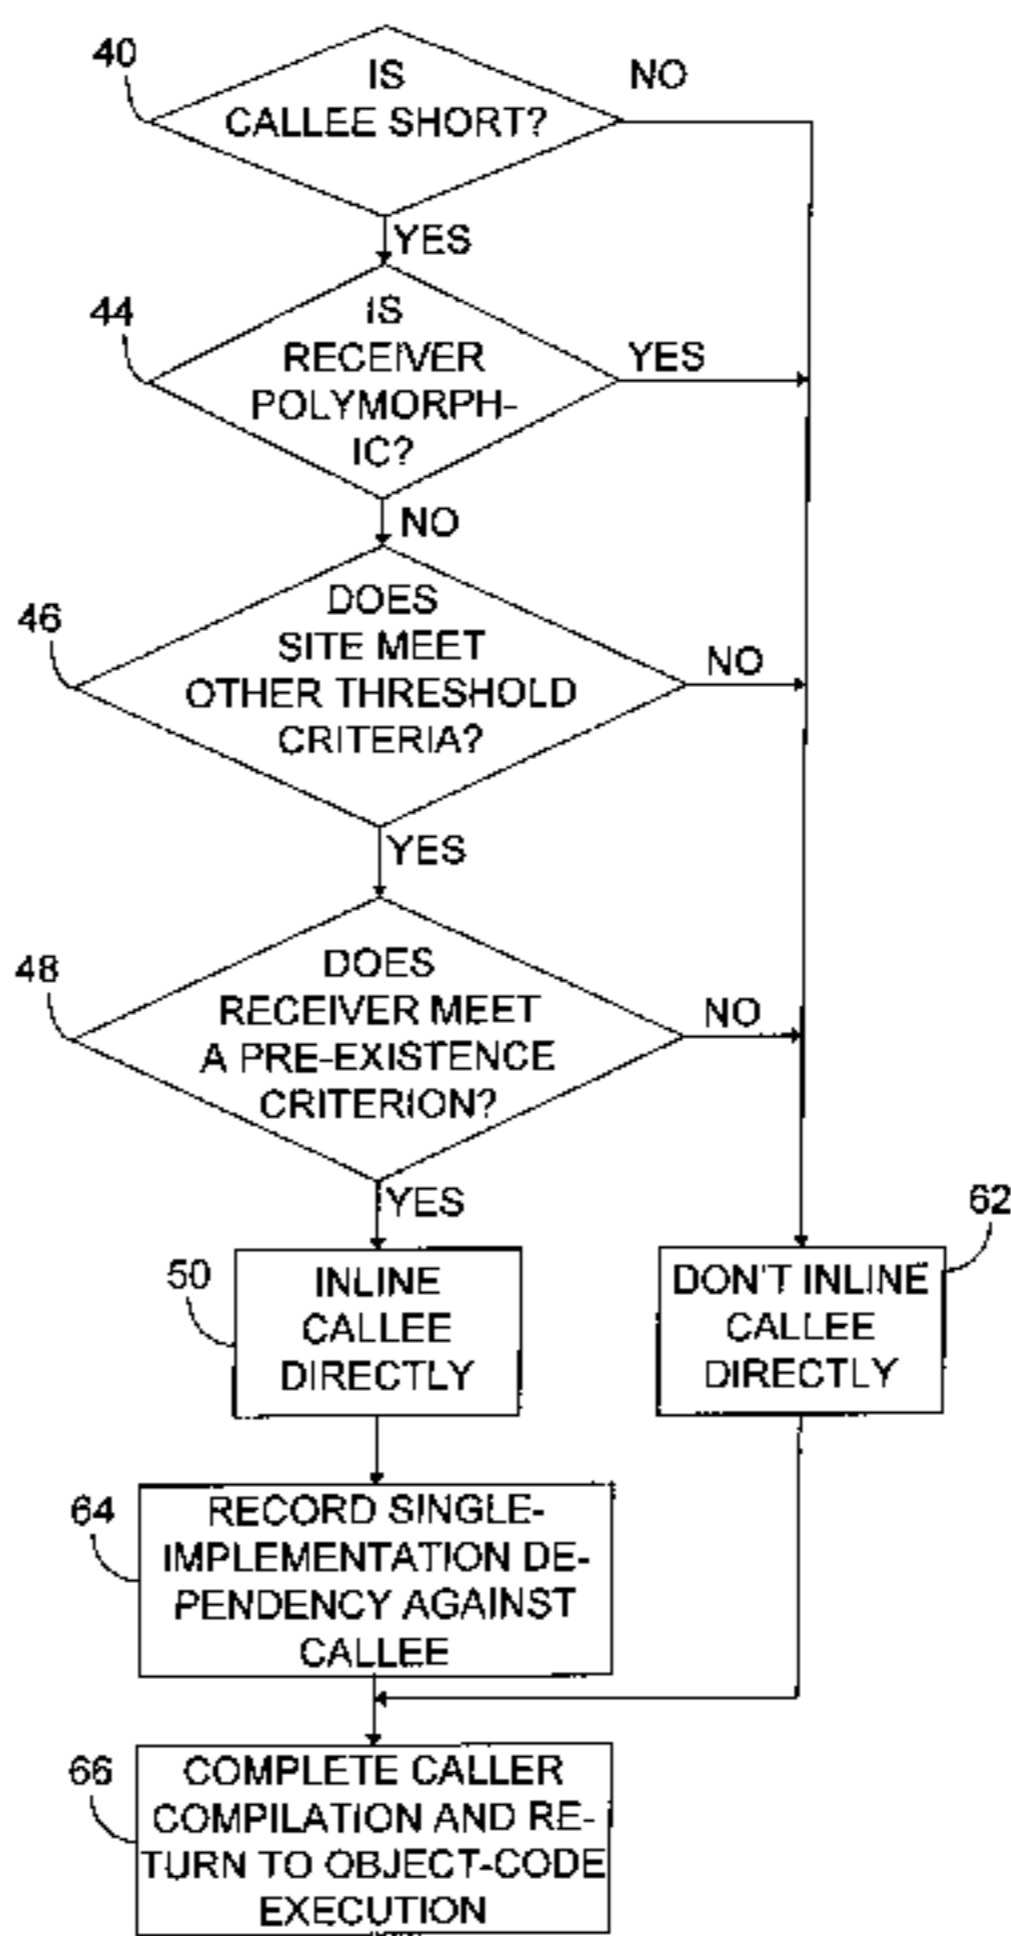 40
IS
CALLEE SHORT?
NO
YES
44
IS
RECEIVER
POLYMORPH-
IC?
YES
NO
46
DOES
SITE MEET
OTHER THRESHOLD
CRITERIA?
NO
YES
48
DOES
RECEIVER MEET
A PRE-EXISTENCE
CRITERION?
NO
YES
50
INLINE
CALLEE
DIRECTLY
62
DON'T INLINE
CALLEE
DIRECTLY
64
RECORD SINGLE-
IMPLEMENTATION DE-
PENDENCY AGAINST
CALLEE
66
COMPLETE CALLER
COMPILATION AND RE-
TURN TO OBJECT-CODE
EXECUTION